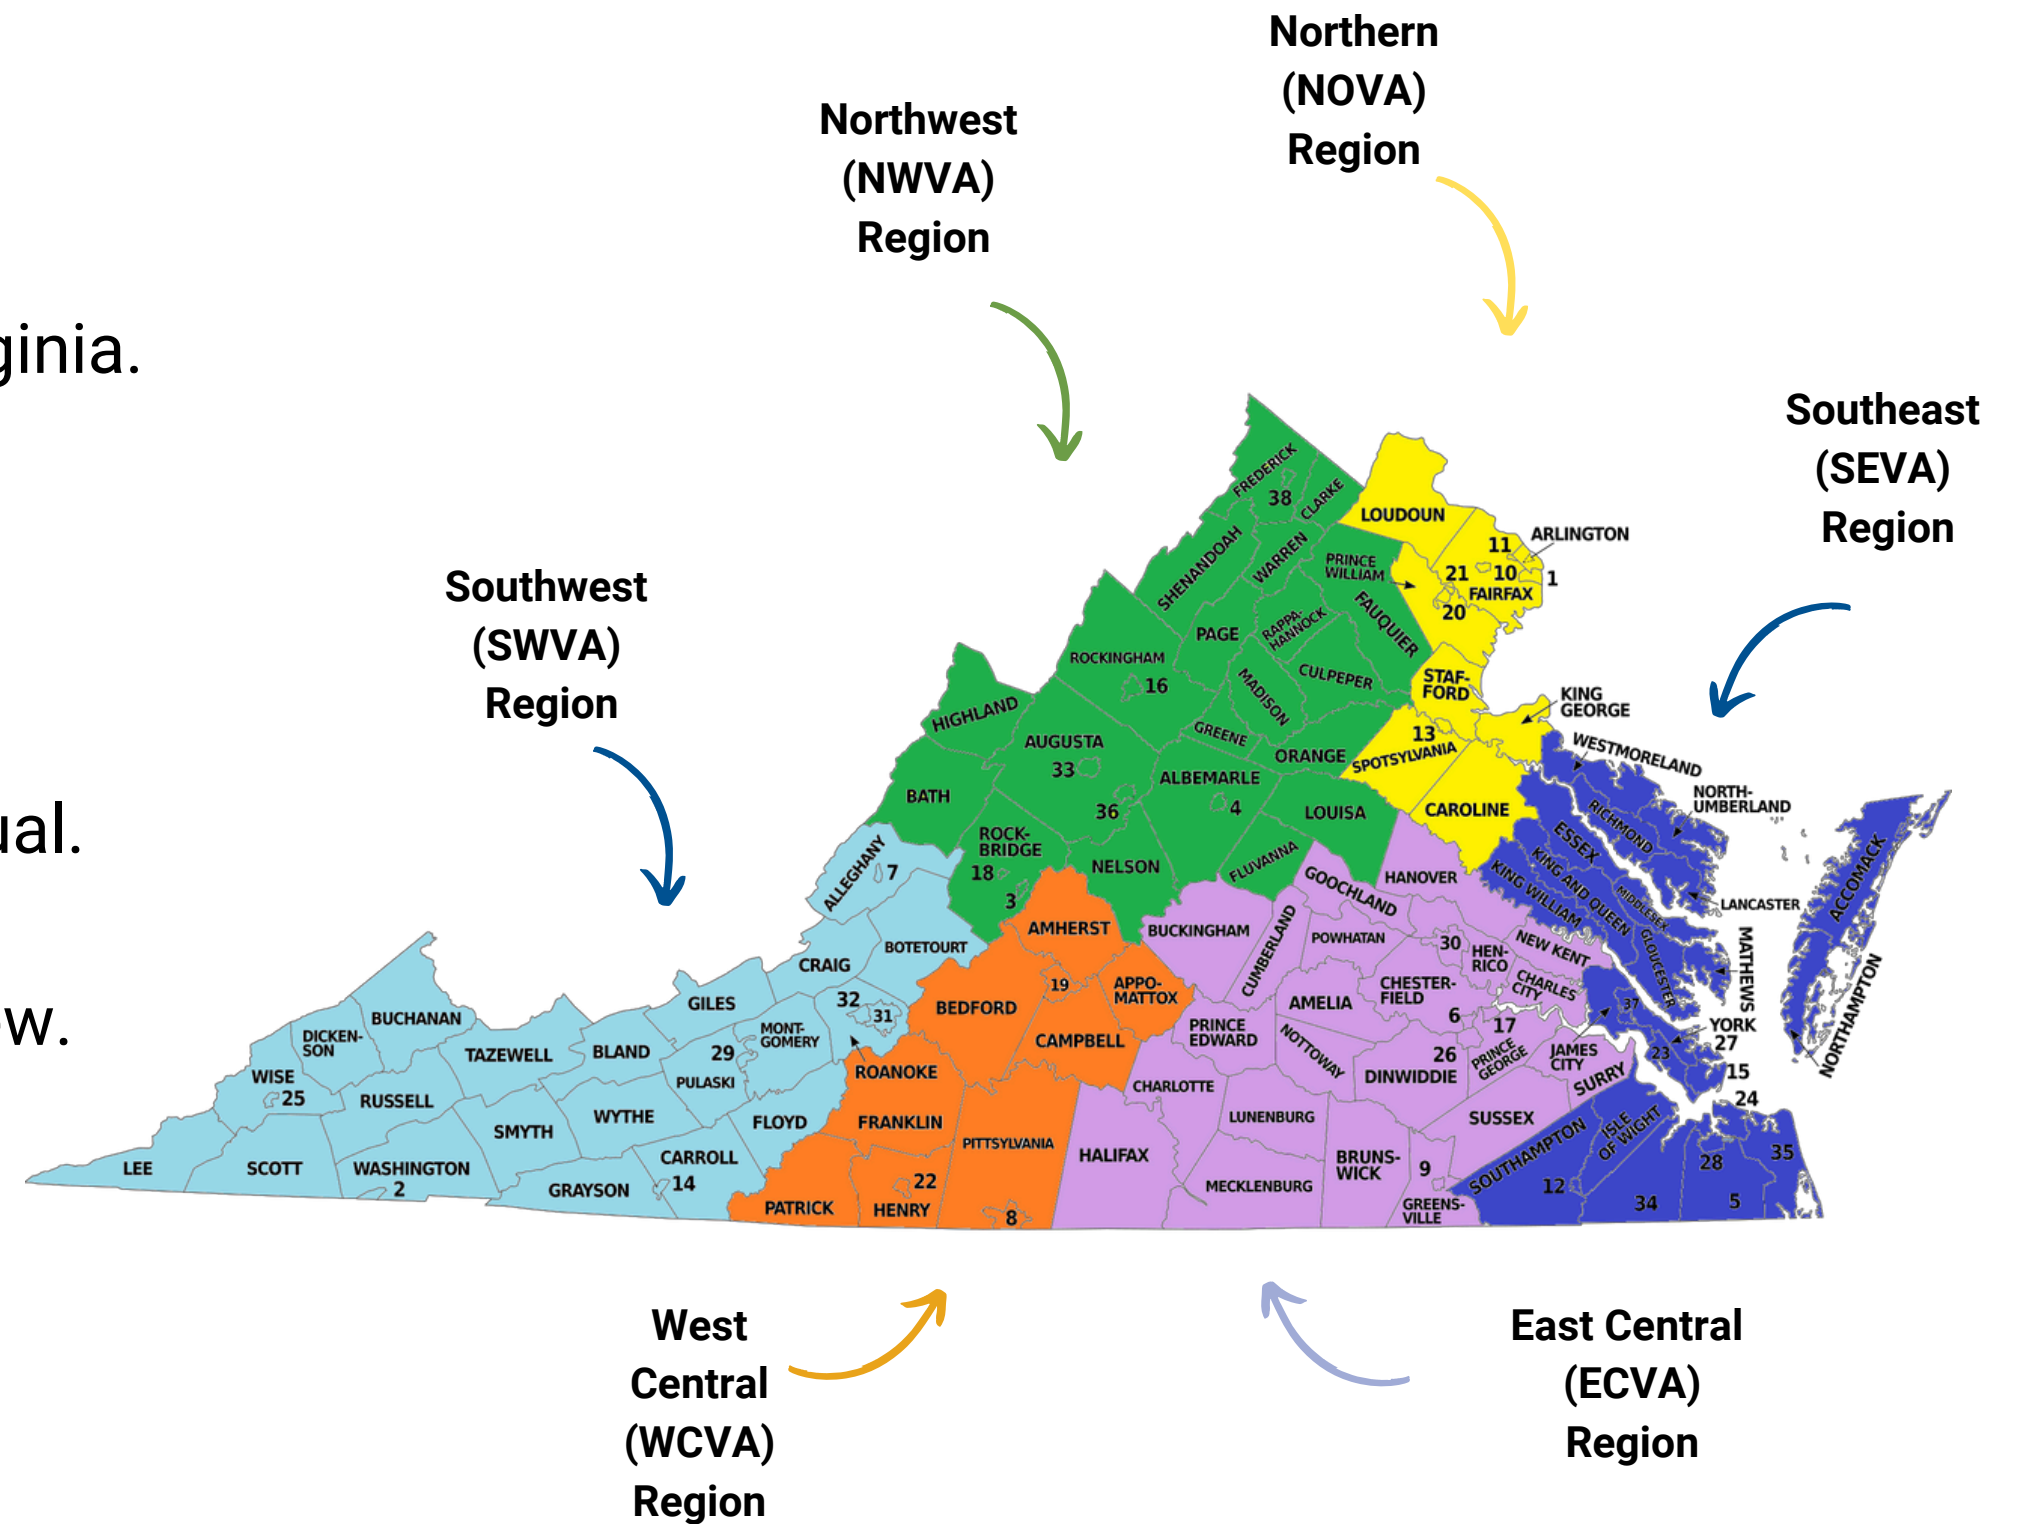 Northern
(NOVA)
Region
Northwest
(NWVA)
Region
ginia.
Southeast
(SEVA)
Region
Southwest
(SWVA)
Region
ual.
ow.
FREDERICK
38
CLARKE
LOUDOUN
ARLINGTON
11
SHENANDOAH
WARREN
PRINCE
WILLIAM
21
10
1
FAIRFAX
20
FAUQUIER
PAGE
RAPPA-
HANNOCK
ROCKINGHAM
16
CULPEPER
MADISON
STAF-
FORD
KING
GEORGE
HIGHLAND
AUGUSTA
33
GREENE
ORANGE
13
SPOTSYLVANIA
WESTMORELAND
NORTH-
UMBERLAND
BATH
36
ALBEMARLE
4
LOUISA
CAROLINE
RICHMOND
ESSEX
ROCK-
BRIDGE
18
3
NELSON
FLUVANNA
ALLEGHANY
7
GOOCHLAND
HANOVER
KING AND QUEEN
KING WILLIAM
MIDDLESEX
LANCASTER
ACCOMACK
AMHERST
BUCKINGHAM
CUMBERLAND
POWHATAN
30
HEN-
RICO
NEW KENT
GLOUCESTER
MATHEWS
NORTHAMPTON
BOTETOURT
CRAIG
BEDFORD
19
APPO-
MATTOX
AMELIA
CHESTER-
FIELD
6
CHARLES
CITY
37
GILES
32
31
MONT-
GOMERY
BUCHANAN
DICKEN-
SON
TAZEWELL
BLAND
29
PULASKI
ROANOKE
CAMPBELL
PRINCE
EDWARD
NOTTOWAY
26
DINWIDDIE
17
PRINCE
GEORGE
JAMES
CITY
SURRY
23
YORK
27
15
24
WISE
25
RUSSELL
SMYTH
WYTHE
FLOYD
FRANKLIN
PITTSYLVANIA
CHARLOTTE
LUNENBURG
SUSSEX
SOUTHAMPTON
ISLE
OF WIGHT
28
35
LEE
SCOTT
WASHINGTON
2
GRAYSON
CARROLL
14
PATRICK
22
HENRY
8
HALIFAX
MECKLENBURG
BRUNS-
WICK
9
GREENS-
VILLE
12
34
5
West
Central
(WCVA)
Region
East Central
(ECVA)
Region